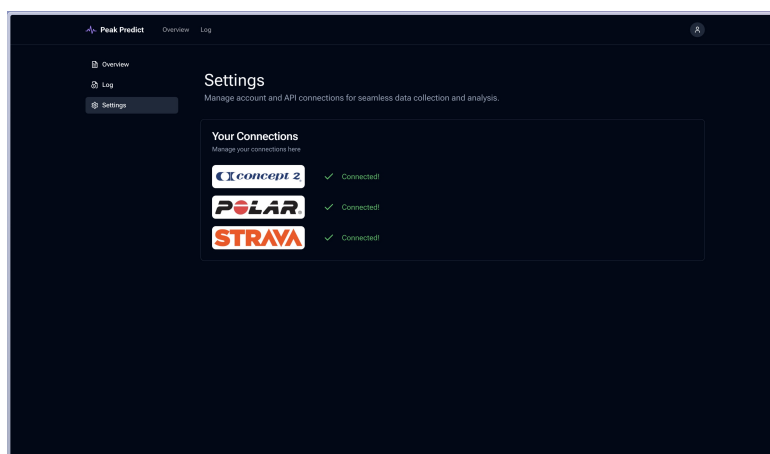 Peak Predict Overview Log
Overview
Log
Settings
Settings
Manage account and API connections for seamless data collection and analysis.
Your Connections
Manage your connections here
concept 2 Connected!
POLAR Connected!
STRAVA Connected!